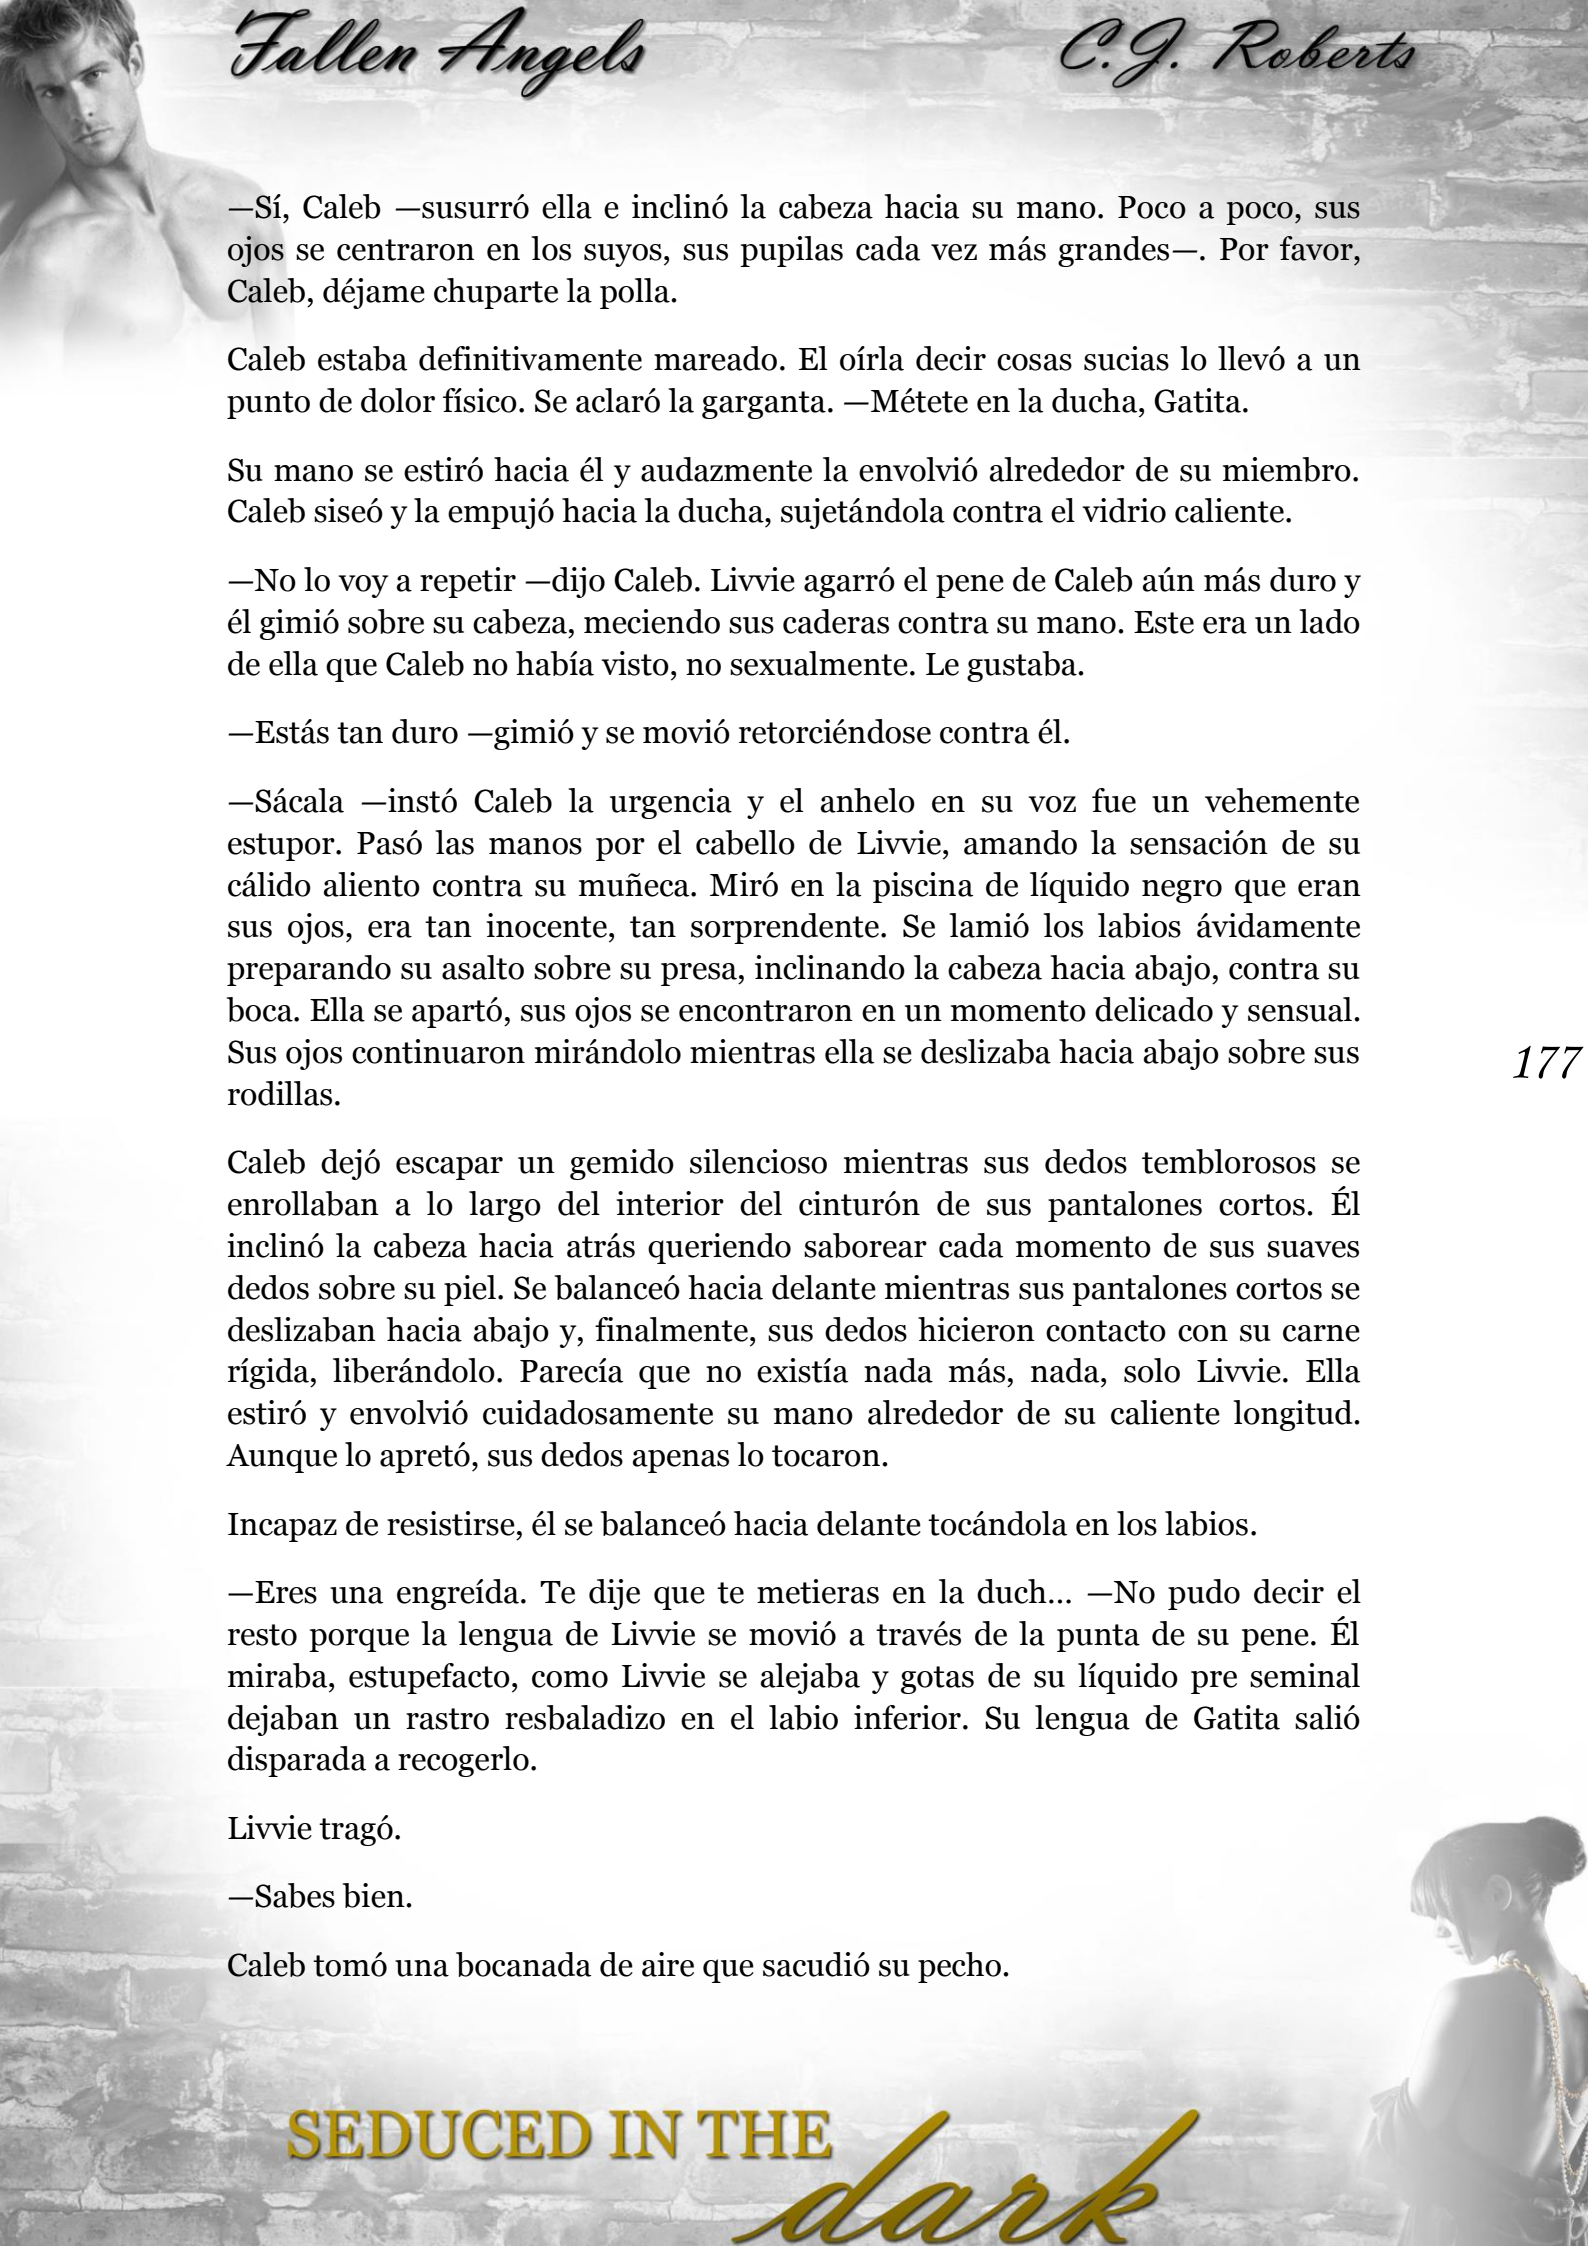 Fallen Angels
C.J. Roberts
—Sí, Caleb —susurró ella e inclinó la cabeza hacia su mano. Poco a poco, sus
ojos se centraron en los suyos, sus pupilas cada vez más grandes—. Por favor,
Caleb, déjame chuparte la polla.
Caleb estaba definitivamente mareado. El oírla decir cosas sucias lo llevó a un
punto de dolor físico. Se aclaró la garganta. —Métete en la ducha, Gatita.
Su mano se estiró hacia él y audazmente la envolvió alrededor de su miembro.
Caleb siseó y la empujó hacia la ducha, sujetándola contra el vidrio caliente.
—No lo voy a repetir —dijo Caleb. Livvie agarró el pene de Caleb aún más duro y
él gimió sobre su cabeza, meciendo sus caderas contra su mano. Este era un lado
de ella que Caleb no había visto, no sexualmente. Le gustaba.
—Estás tan duro —gimió y se movió retorciéndose contra él.
—Sácala —instó Caleb la urgencia y el anhelo en su voz fue un vehemente
estupor. Pasó las manos por el cabello de Livvie, amando la sensación de su
cálido aliento contra su muñeca. Miró en la piscina de líquido negro que eran
sus ojos, era tan inocente, tan sorprendente. Se lamió los labios ávidamente
preparando su asalto sobre su presa, inclinando la cabeza hacia abajo, contra su
boca. Ella se apartó, sus ojos se encontraron en un momento delicado y sensual.
Sus ojos continuaron mirándolo mientras ella se deslizaba hacia abajo sobre sus
rodillas.
177
Caleb dejó escapar un gemido silencioso mientras sus dedos temblorosos se
enrollaban a lo largo del interior del cinturón de sus pantalones cortos. Él
inclinó la cabeza hacia atrás queriendo saborear cada momento de sus suaves
dedos sobre su piel. Se balanceó hacia delante mientras sus pantalones cortos se
deslizaban hacia abajo y, finalmente, sus dedos hicieron contacto con su carne
rígida, liberándolo. Parecía que no existía nada más, nada, solo Livvie. Ella
estiró y envolvió cuidadosamente su mano alrededor de su caliente longitud.
Aunque lo apretó, sus dedos apenas lo tocaron.
Incapaz de resistirse, él se balanceó hacia delante tocándola en los labios.
—Eres una engreída. Te dije que te metieras en la duch… —No pudo decir el
resto porque la lengua de Livvie se movió a través de la punta de su pene. Él
miraba, estupefacto, como Livvie se alejaba y gotas de su líquido pre seminal
dejaban un rastro resbaladizo en el labio inferior. Su lengua de Gatita salió
disparada a recogerlo.
Livvie tragó.
—Sabes bien.
Caleb tomó una bocanada de aire que sacudió su pecho.
SEDUCED IN THE
dark